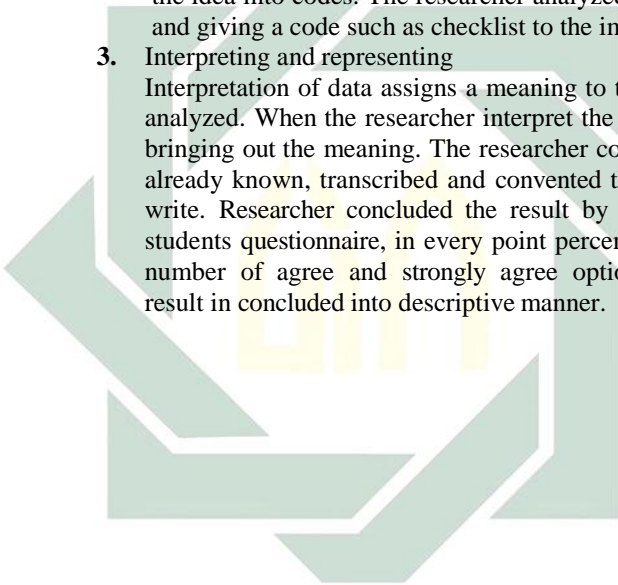 the idea into codes. The researcher analyzed
and giving a code such as checklist to the in
3. Interpreting and representing
Interpretation of data assigns a meaning to t
analyzed. When the researcher interpret the
bringing out the meaning. The researcher co
already known, transcribed and convented t
write. Researcher concluded the result by
students questionnaire, in every point percen
number of agree and strongly agree optio
result in concluded into descriptive manner.